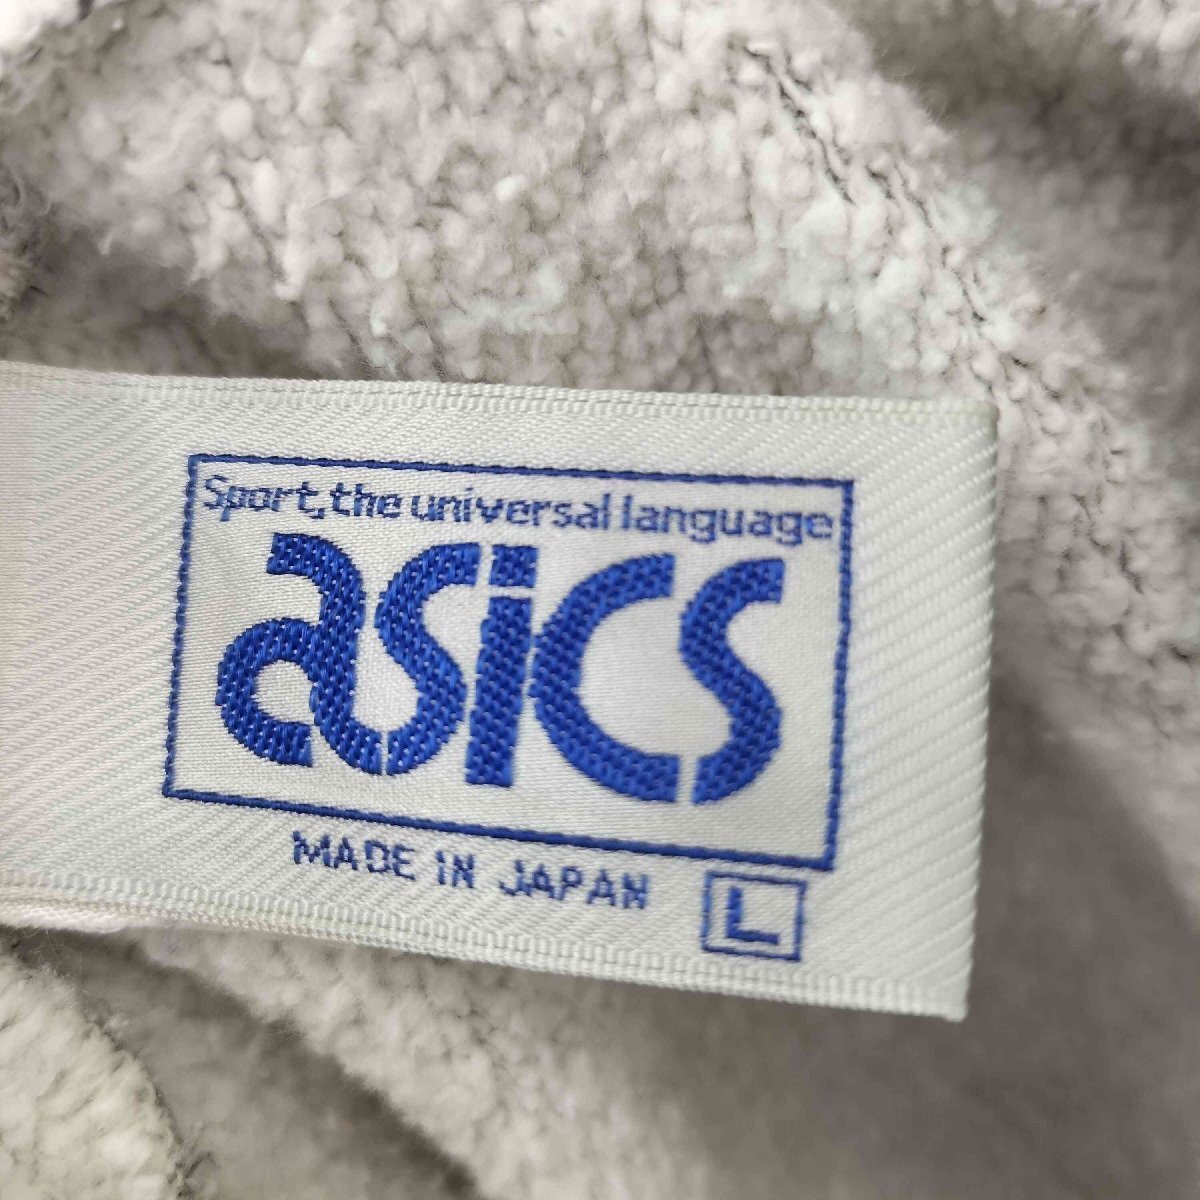 Sport, the universal language
asics
MADE IN JAPAN
L